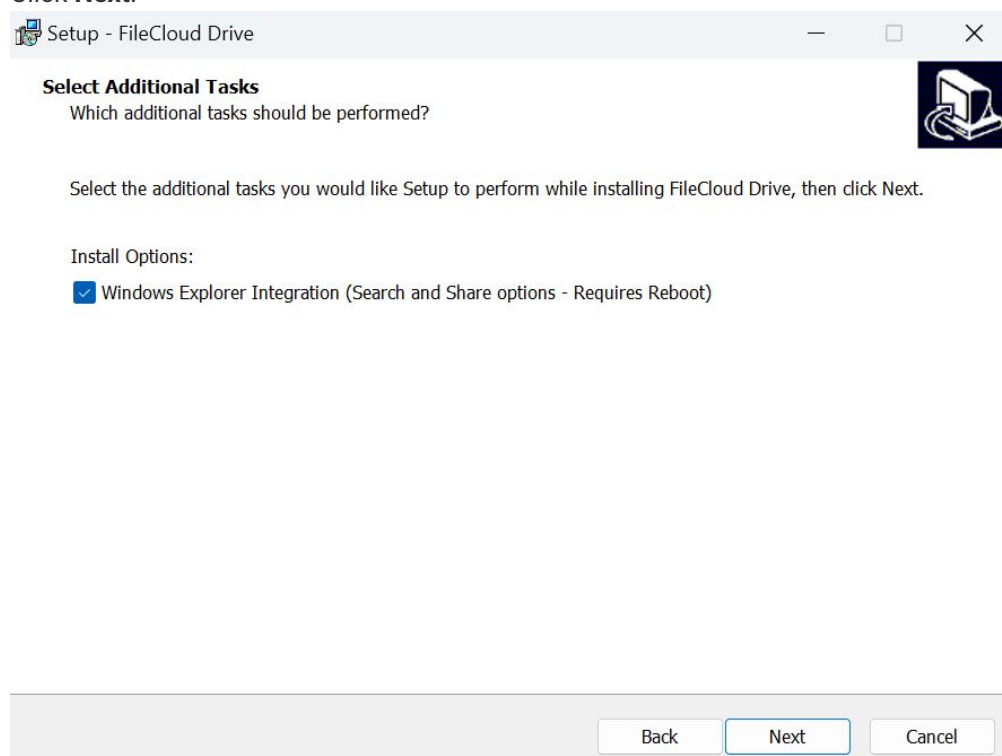 Click Next.
Setup - FileCloud Drive
Select Additional Tasks
Which additional tasks should be performed?
Select the additional tasks you would like Setup to perform while installing FileCloud Drive, then click Next.
Install Options:
Windows Explorer Integration (Search and Share options - Requires Reboot)
Back Next Cancel